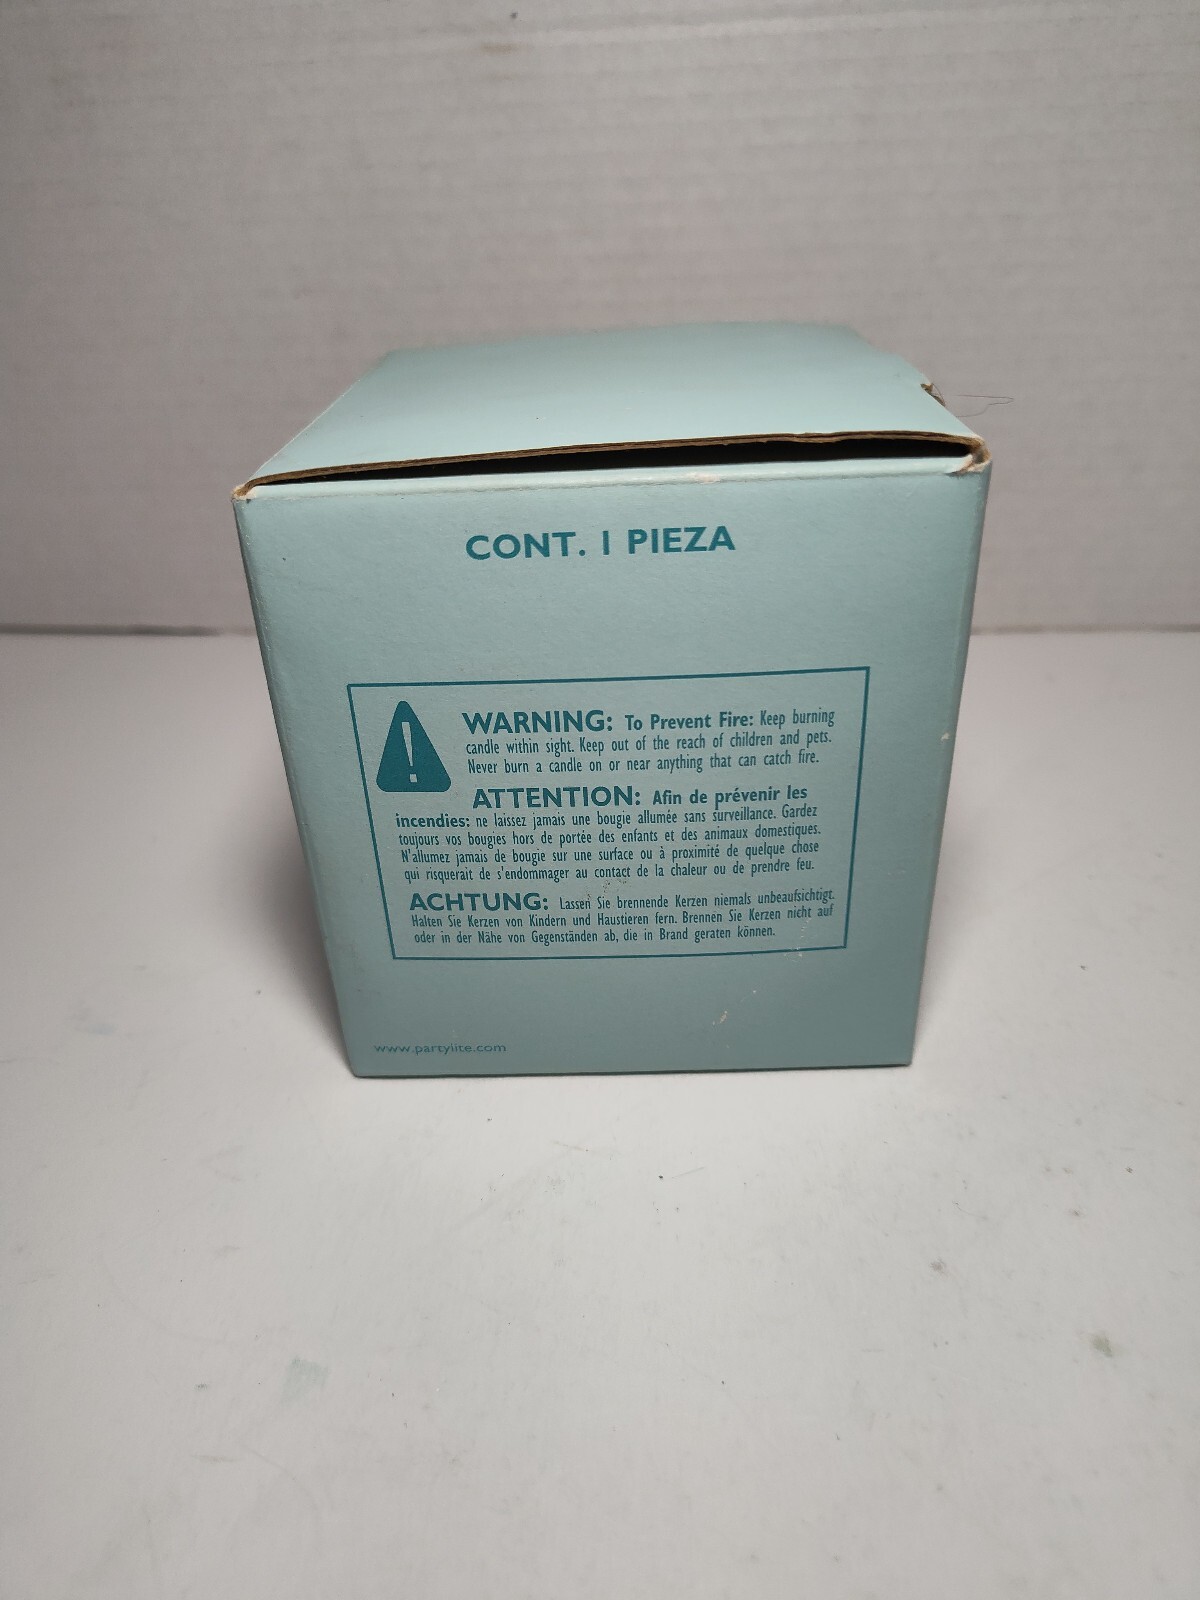 CONT. 1 PIEZA
WARNING: To Prevent Fire: Keep burning
candle within sight. Keep out of the reach of children and pets.
Never burn a candle on or near anything that can catch fire.
ATTENTION: Afin de prévenir les
incendies: ne laissez jamais une bougie allumée sans surveillance. Gardez
toujours vos bougies hors de portée des enfants et des animaux domestiques.
N'allumez jamais de bougie sur une surface ou à proximité de quelque chose
qui risquerait de s'endommager au contact de la chaleur ou de prendre feu.
ACHTUNG: Lassen Sie brennende Kerzen niemals unbeaufsichtigt.
Halten Sie Kerzen von Kindern und Haustieren fern. Brennen Sie Kerzen nicht auf
oder in der Nähe von Gegenständen ab, die in Brand geraten können.
www.partylite.com